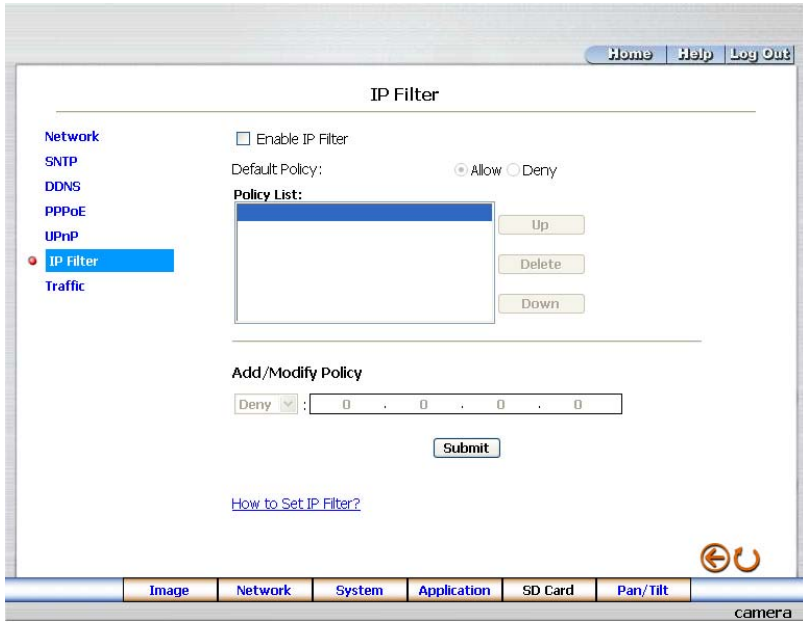 Home Help Log Out
IP Filter
Network
SNTP
DDNS
PPPoE
UPnP
IP Filter
Traffic
Enable IP Filter
Default Policy: Allow Deny
Policy List:
Up
Delete
Down
Add/Modify Policy
Deny : 0 . 0 . 0 . 0
Submit
How to Set IP Filter?
Image Network System Application SD Card Pan/Tilt
camera